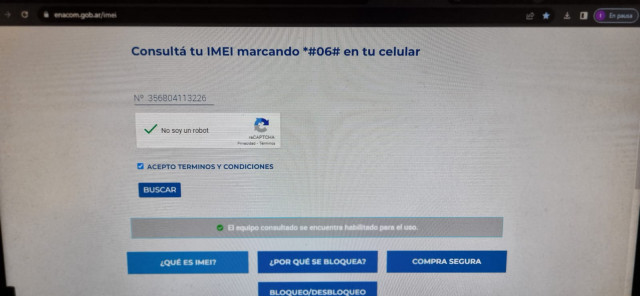 enacom.gob.ar/imei
En pausa
Consultá tu IMEI marcando *#06# en tu celular
Nº :356804113226
No soy un robot
reCAPTCHA
Privacidad - Términos
ACEPTO TERMINOS Y CONDICIONES
BUSCAR
El equipo consultado se encuentra habilitado para el uso.
¿QUÉ ES IMEI?
¿POR QUÉ SE BLOQUEA?
COMPRA SEGURA
BLOQUEO/DESBLOQUEO